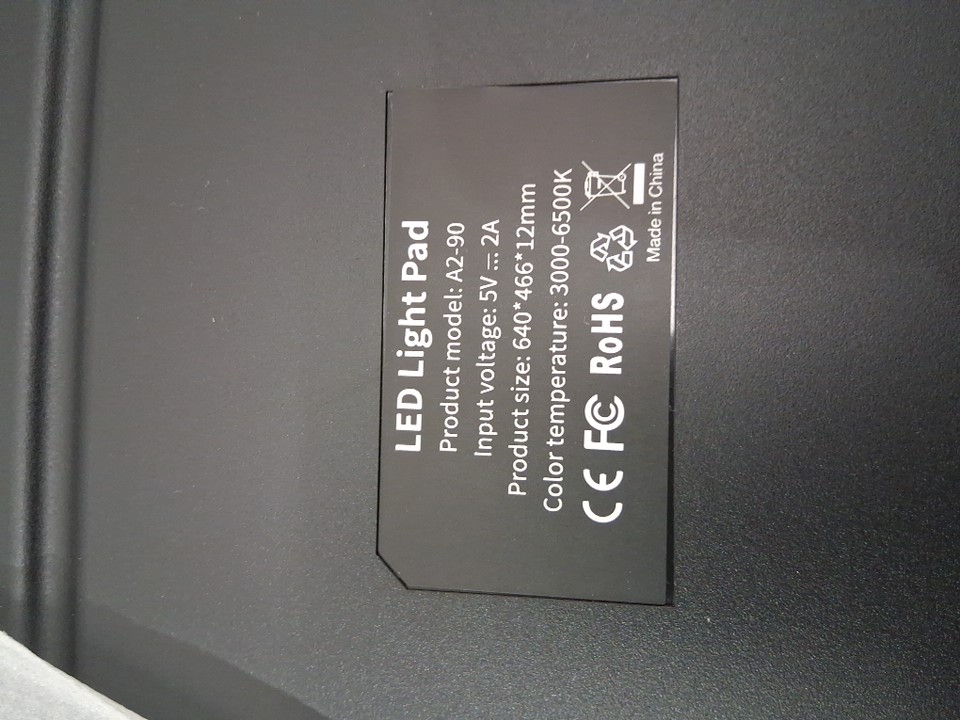 LED Light Pad
Product model: A2-90
Input voltage: 5V⎓2A
Product size: 640*466*12mm
Color temperature: 3000-6500K
CE FC RoHS
Made in China